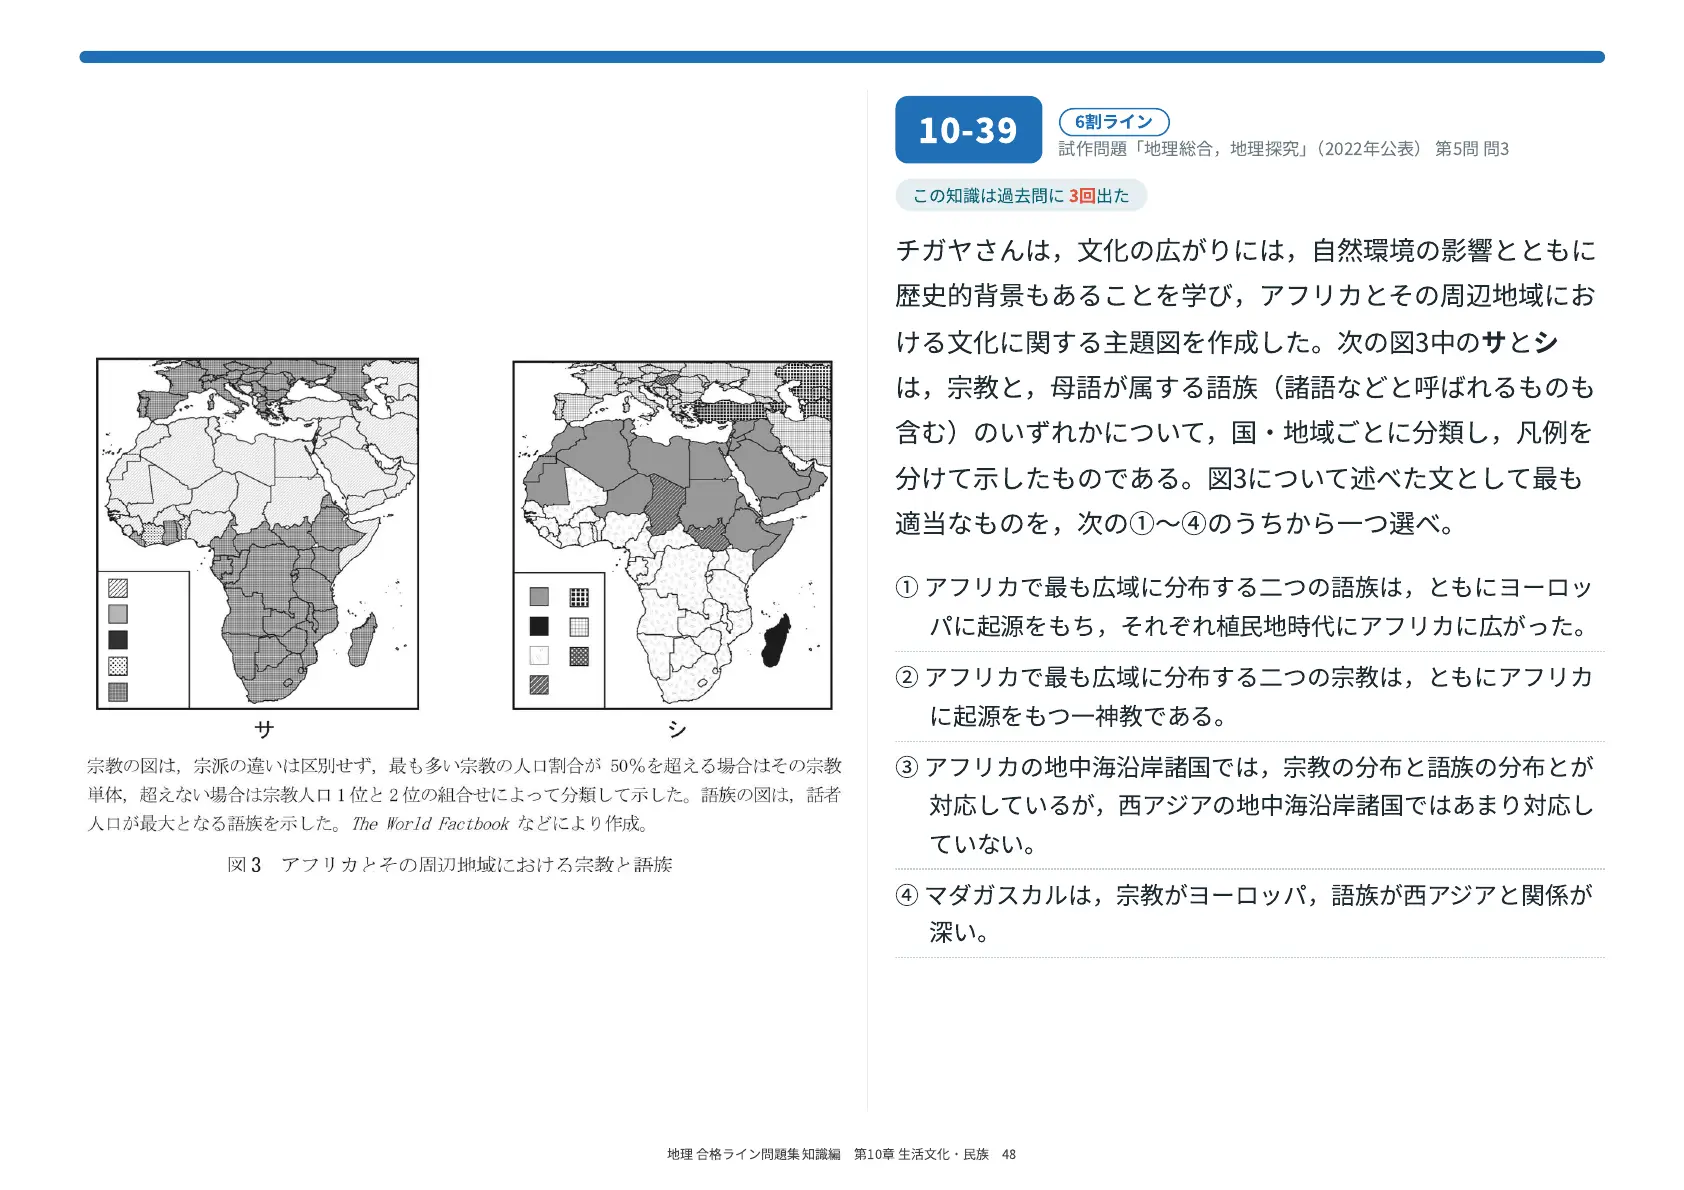 10-39
6割ライン
試作問題「地理総合，地理探究」（2022年公表） 第5問 問3
この知識は過去問に 3回出た
チガヤさんは，文化の広がりには，自然環境の影響とともに
歴史的背景もあることを学び，アフリカとその周辺地域にお
ける文化に関する主題図を作成した。次の図3中のサとシ
は，宗教と，母語が属する語族（諸語などと呼ばれるものも
含む）のいずれかについて，国・地域ごとに分類し，凡例を
分けて示したものである。図3について述べた文として最も
適当なものを，次の①～④のうちから一つ選べ。
① アフリカで最も広域に分布する二つの語族は，ともにヨーロッ
パに起源をもち，それぞれ植民地時代にアフリカに広がった。
② アフリカで最も広域に分布する二つの宗教は，ともにアフリカ
に起源をもつ一神教である。
③ アフリカの地中海沿岸諸国では，宗教の分布と語族の分布とが
対応しているが，西アジアの地中海沿岸諸国ではあまり対応し
ていない。
④ マダガスカルは，宗教がヨーロッパ，語族が西アジアと関係が
深い。
サ
シ
宗教の図は，宗派の違いは区別せず，最も多い宗教の人口割合が 50％を超える場合はその宗教
単体，超えない場合は宗教人口1位と2位の組合せによって分類して示した。語族の図は，話者
人口が最大となる語族を示した。The World Factbook などにより作成。
図3 アフリカとその周辺地域における宗教と語族
地理 合格ライン問題集 知識編 第10章 生活文化・民族 48